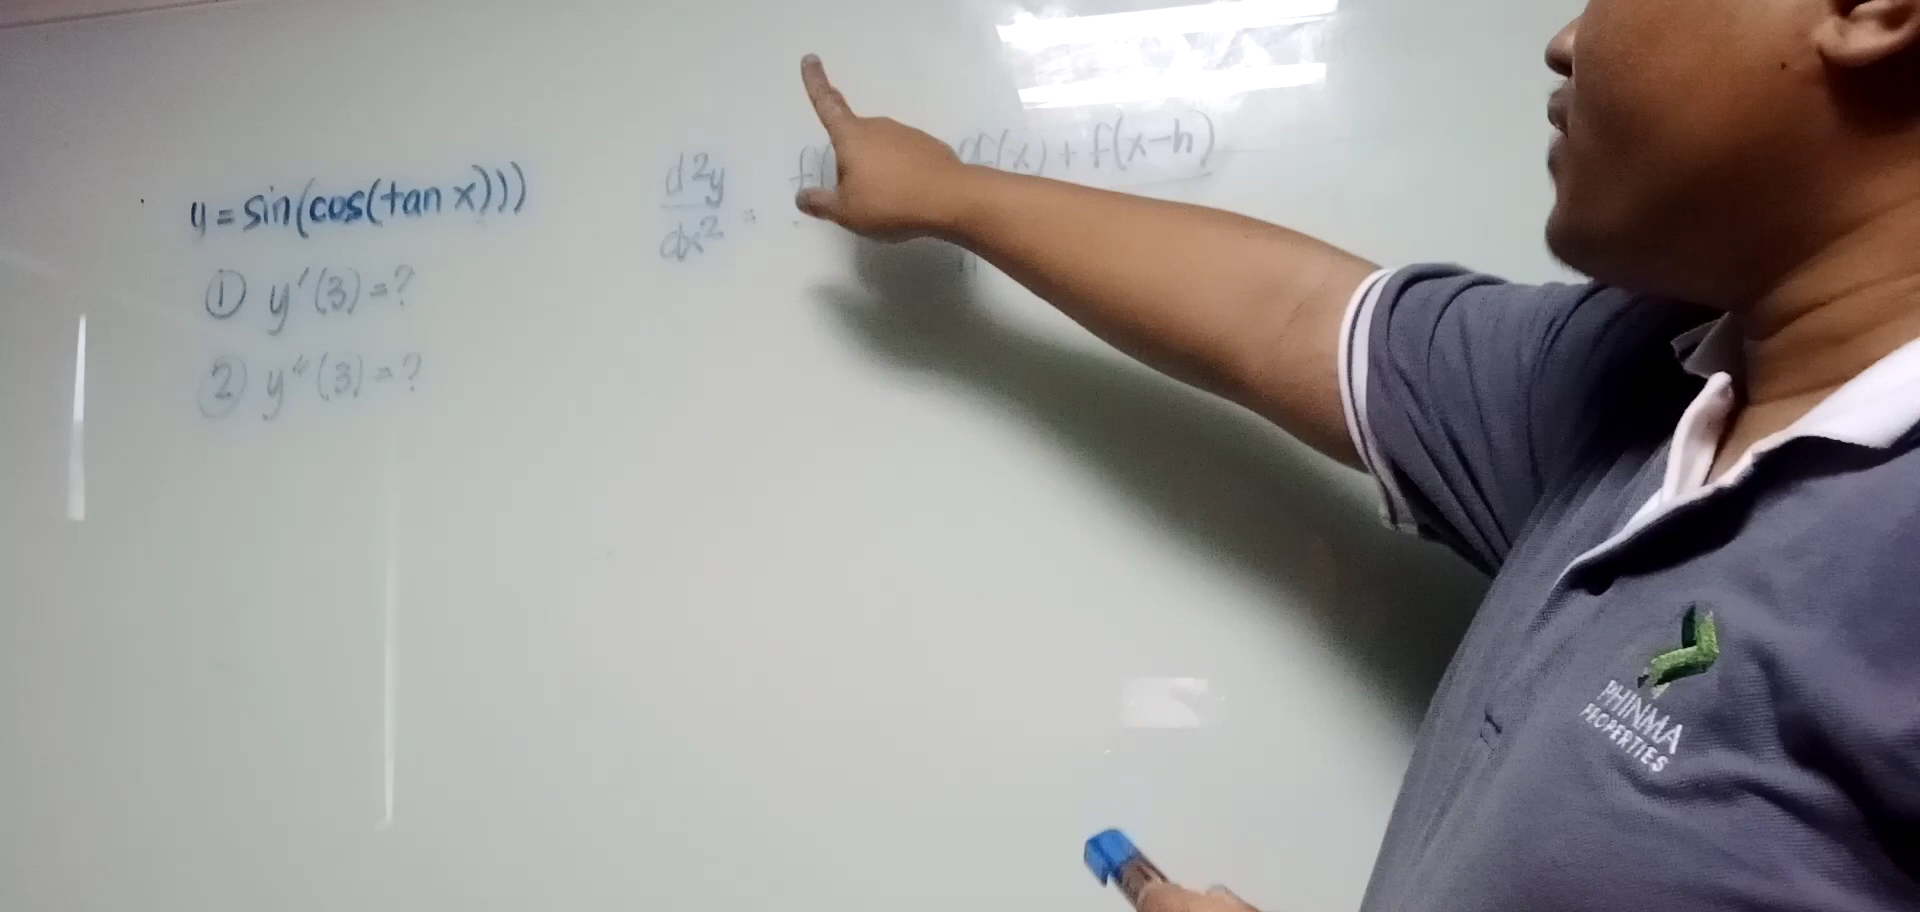 y = sin(cos(tan x)))
① y'(3) = ?
② y"(3) = ?
d²y
dx² =
f( f(x) + f(x-h)
PHINMA
PROPERTIES